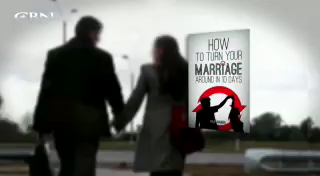 CBN
HOW
TO TURN YOUR
MARRIAGE
AROUND IN 10 DAYS